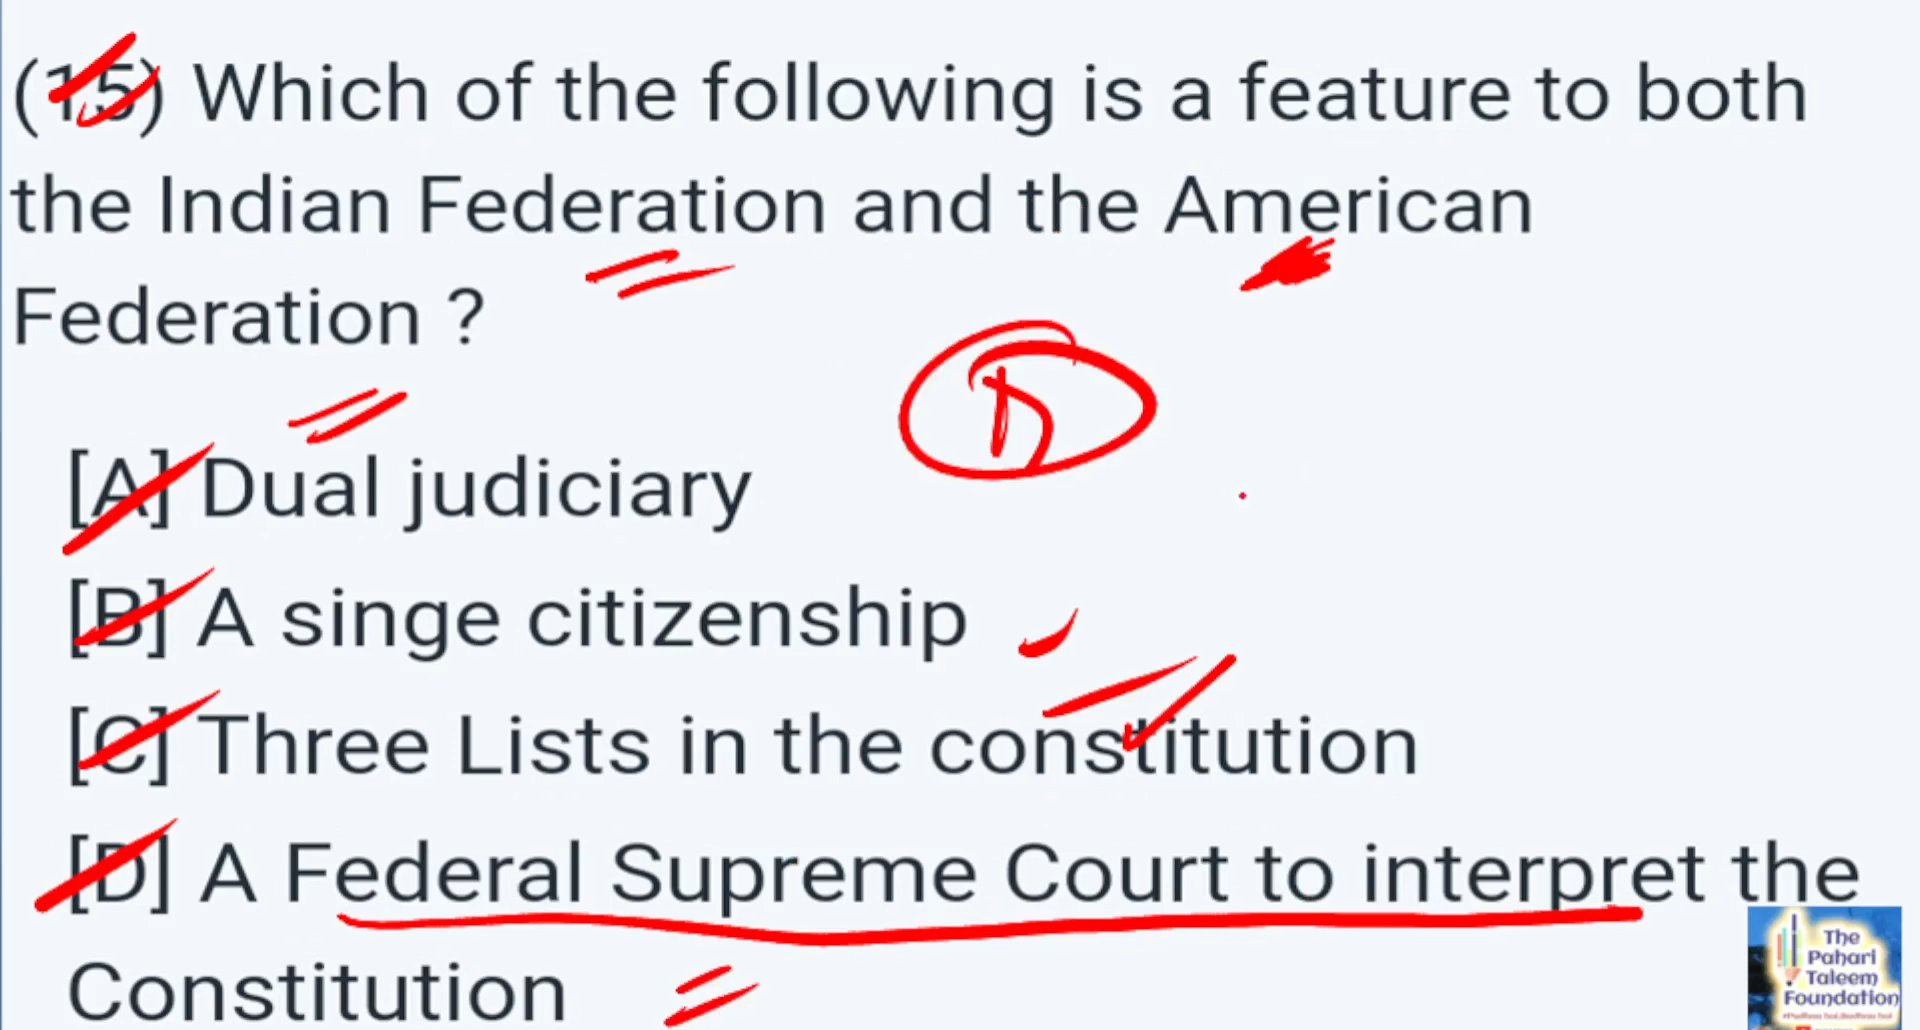 (15) Which of the following is a feature to both
the Indian Federation and the American
Federation ?
D
[A] Dual judiciary
[B] A singe citizenship
[C] Three Lists in the constitution
[D] A Federal Supreme Court to interpret the
Constitution
The
Pahari
Taleem
Foundation